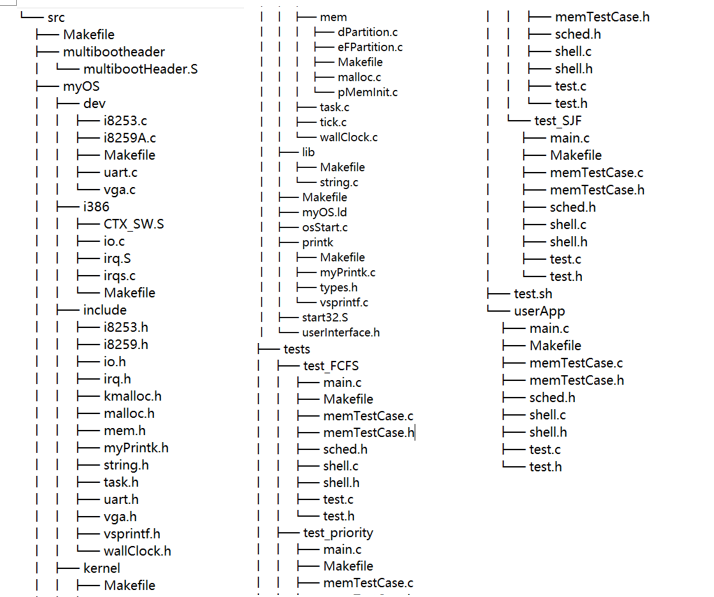 └── src
├── Makefile
├── multibootheader
│ └── multibootHeader.S
├── myOS
│ ├── dev
│ │ ├── i8253.c
│ │ ├── i8259A.c
│ │ ├── Makefile
│ │ ├── uart.c
│ │ └── vga.c
│ ├── i386
│ │ ├── CTX_SW.S
│ │ ├── io.c
│ │ ├── irq.S
│ │ ├── irqs.c
│ │ └── Makefile
│ ├── include
│ │ ├── i8253.h
│ │ ├── i8259.h
│ │ ├── io.h
│ │ ├── irq.h
│ │ ├── kmalloc.h
│ │ ├── malloc.h
│ │ ├── mem.h
│ │ ├── myPrintk.h
│ │ ├── string.h
│ │ ├── task.h
│ │ ├── uart.h
│ │ ├── vga.h
│ │ ├── vsprintf.h
│ │ └── wallClock.h
│ ├── kernel
│ │ ├── Makefile
│ │ ├── mem
│ │ │ ├── dPartition.c
│ │ │ ├── eFPartition.c
│ │ │ ├── Makefile
│ │ │ ├── malloc.c
│ │ │ └── pMemInit.c
│ │ ├── task.c
│ │ ├── tick.c
│ │ └── wallClock.c
│ ├── lib
│ │ ├── Makefile
│ │ └── string.c
│ ├── Makefile
│ ├── myOS.ld
│ ├── osStart.c
│ ├── printk
│ │ ├── Makefile
│ │ ├── myPrintk.c
│ │ ├── types.h
│ │ └── vsprintf.c
│ ├── start32.S
│ └── userInterface.h
├── tests
│ ├── test_FCFS
│ │ ├── main.c
│ │ ├── Makefile
│ │ ├── memTestCase.c
│ │ ├── memTestCase.h
│ │ ├── sched.h
│ │ ├── shell.c
│ │ ├── shell.h
│ │ ├── test.c
│ │ └── test.h
│ ├── test_priority
│ │ ├── main.c
│ │ ├── Makefile
│ │ ├── memTestCase.c
│ │ ├── memTestCase.h
│ │ ├── sched.h
│ │ ├── shell.c
│ │ ├── shell.h
│ │ ├── test.c
│ │ └── test.h
│ └── test_SJF
│ ├── main.c
│ ├── Makefile
│ ├── memTestCase.c
│ ├── memTestCase.h
│ ├── sched.h
│ ├── shell.c
│ ├── shell.h
│ ├── test.c
│ └── test.h
├── test.sh
└── userApp
├── main.c
├── Makefile
├── memTestCase.c
├── memTestCase.h
├── sched.h
├── shell.c
├── shell.h
├── test.c
└── test.h